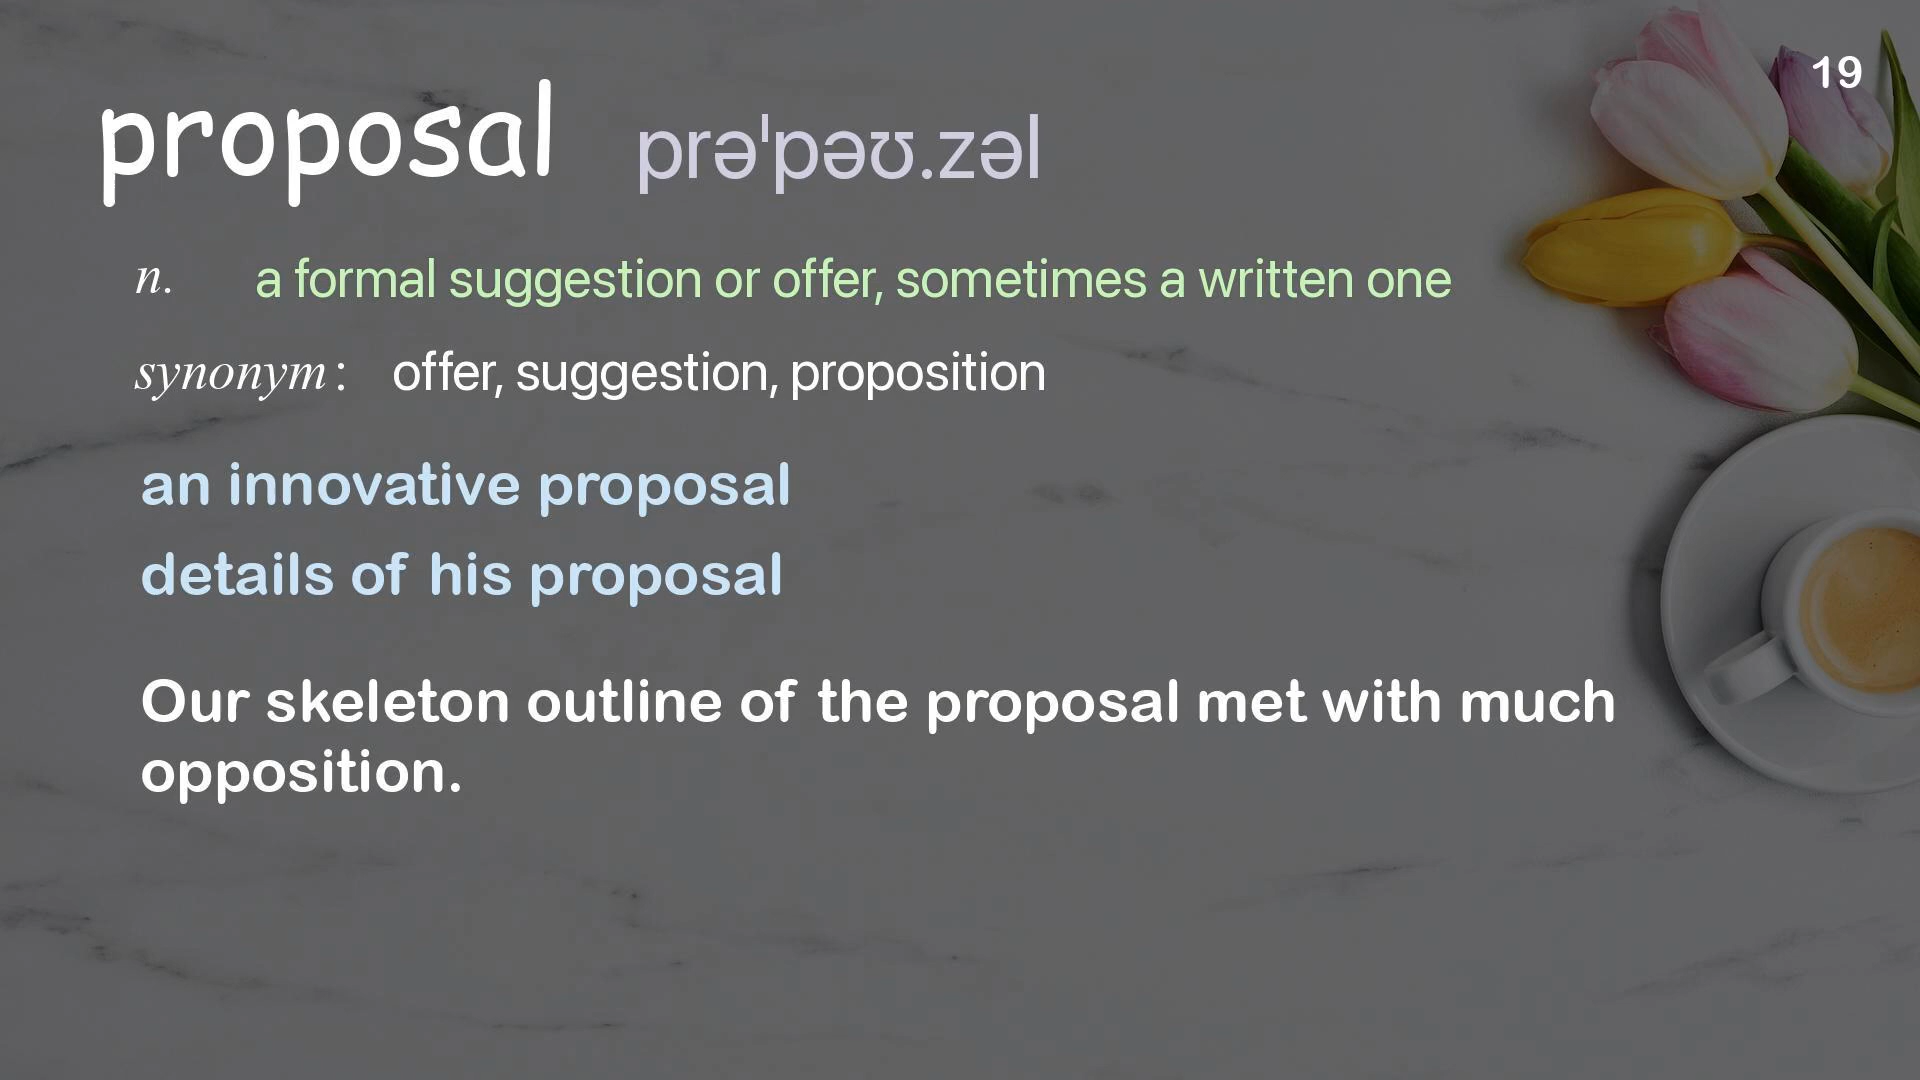 19
proposal prəˈpəʊ.zəl
n. a formal suggestion or offer, sometimes a written one
synonym : offer, suggestion, proposition
an innovative proposal
details of his proposal
Our skeleton outline of the proposal met with much
opposition.